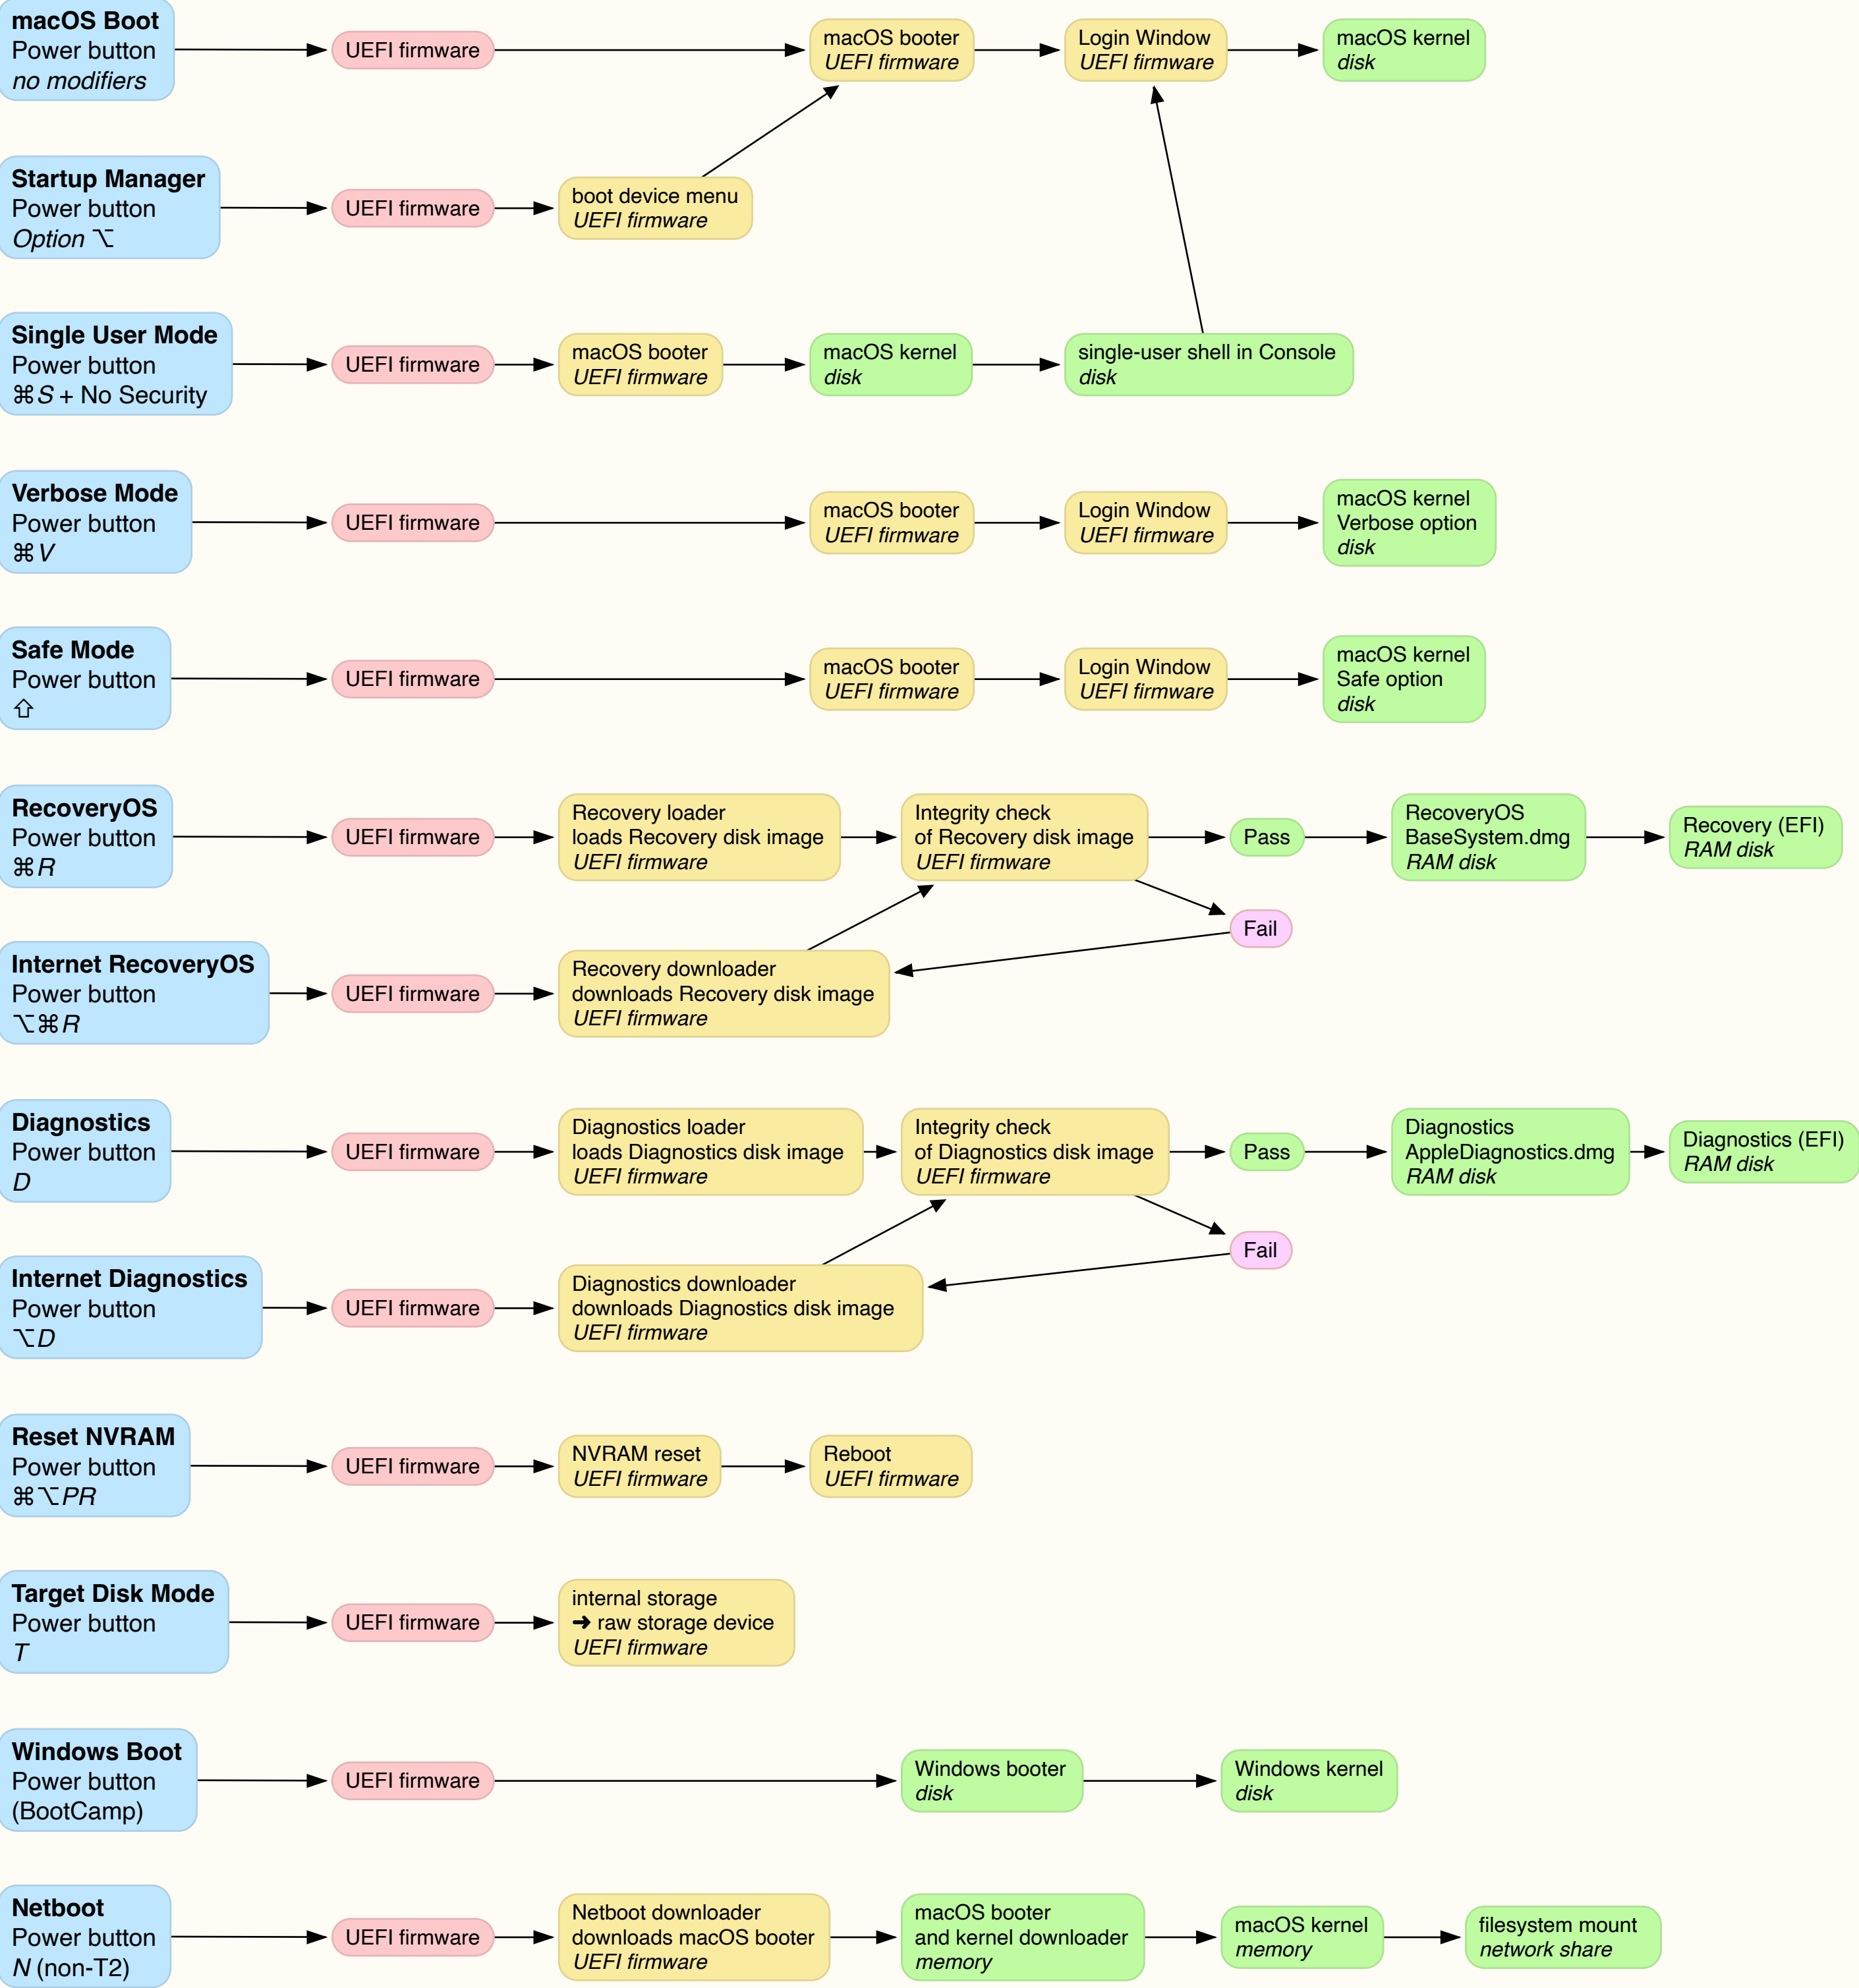 macOS Boot
Power button
no modifiers
UEFI firmware
macOS booter
UEFI firmware
Login Window
UEFI firmware
macOS kernel
disk
Startup Manager
Power button
Option ⌥
UEFI firmware
boot device menu
UEFI firmware
Single User Mode
Power button
⌘S + No Security
UEFI firmware
macOS booter
UEFI firmware
macOS kernel
disk
single-user shell in Console
disk
Verbose Mode
Power button
⌘V
UEFI firmware
macOS booter
UEFI firmware
Login Window
UEFI firmware
macOS kernel
Verbose option
disk
Safe Mode
Power button
⇧
UEFI firmware
macOS booter
UEFI firmware
Login Window
UEFI firmware
macOS kernel
Safe option
disk
RecoveryOS
Power button
⌘R
UEFI firmware
Recovery loader
loads Recovery disk image
UEFI firmware
Integrity check
of Recovery disk image
UEFI firmware
Pass
RecoveryOS
BaseSystem.dmg
RAM disk
Recovery (EFI)
RAM disk
Fail
Internet RecoveryOS
Power button
⌥⌘R
UEFI firmware
Recovery downloader
downloads Recovery disk image
UEFI firmware
Diagnostics
Power button
D
UEFI firmware
Diagnostics loader
loads Diagnostics disk image
UEFI firmware
Integrity check
of Diagnostics disk image
UEFI firmware
Pass
Diagnostics
AppleDiagnostics.dmg
RAM disk
Diagnostics (EFI)
RAM disk
Fail
Internet Diagnostics
Power button
⌥D
UEFI firmware
Diagnostics downloader
downloads Diagnostics disk image
UEFI firmware
Reset NVRAM
Power button
⌘⌥PR
UEFI firmware
NVRAM reset
UEFI firmware
Reboot
UEFI firmware
Target Disk Mode
Power button
T
UEFI firmware
internal storage
➜ raw storage device
UEFI firmware
Windows Boot
Power button
(BootCamp)
UEFI firmware
Windows booter
disk
Windows kernel
disk
Netboot
Power button
N (non-T2)
UEFI firmware
Netboot downloader
downloads macOS booter
UEFI firmware
macOS booter
and kernel downloader
memory
macOS kernel
memory
filesystem mount
network share